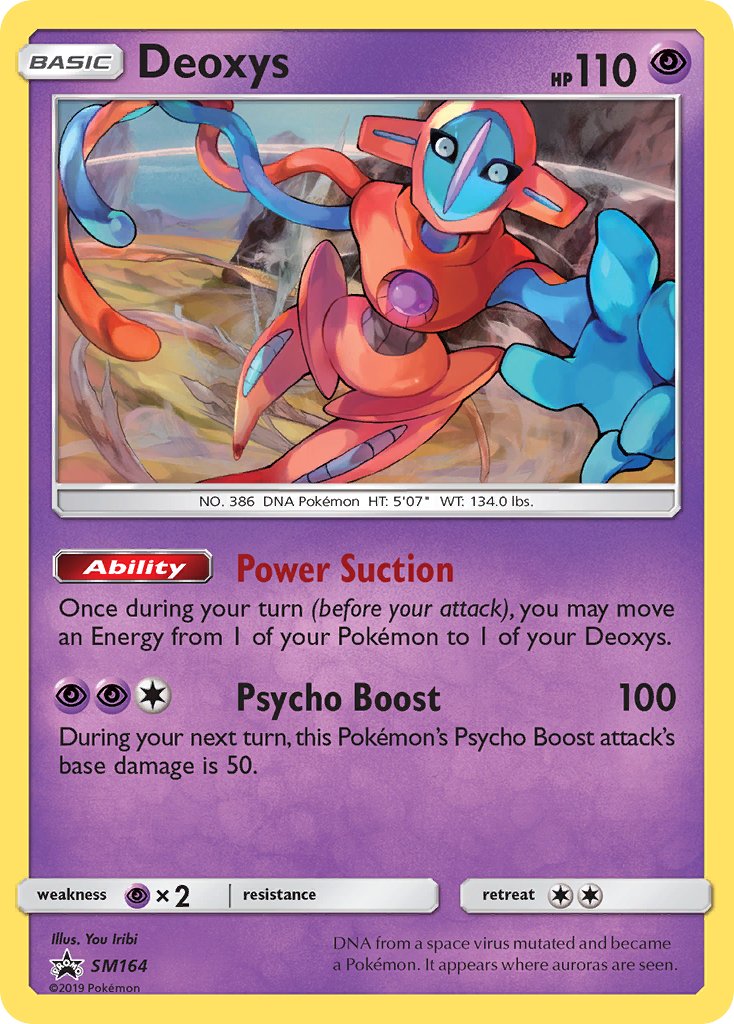 BASIC Deoxys HP 110
NO. 386 DNA Pokémon HT: 5'07" WT: 134.0 lbs.
Ability Power Suction
Once during your turn (before your attack), you may move
an Energy from 1 of your Pokémon to 1 of your Deoxys.
Psycho Boost 100
During your next turn, this Pokémon's Psycho Boost attack's
base damage is 50.
weakness ×2 resistance retreat
Illus. You Iribi
PROMO SM164
©2019 Pokémon
DNA from a space virus mutated and became
a Pokémon. It appears where auroras are seen.